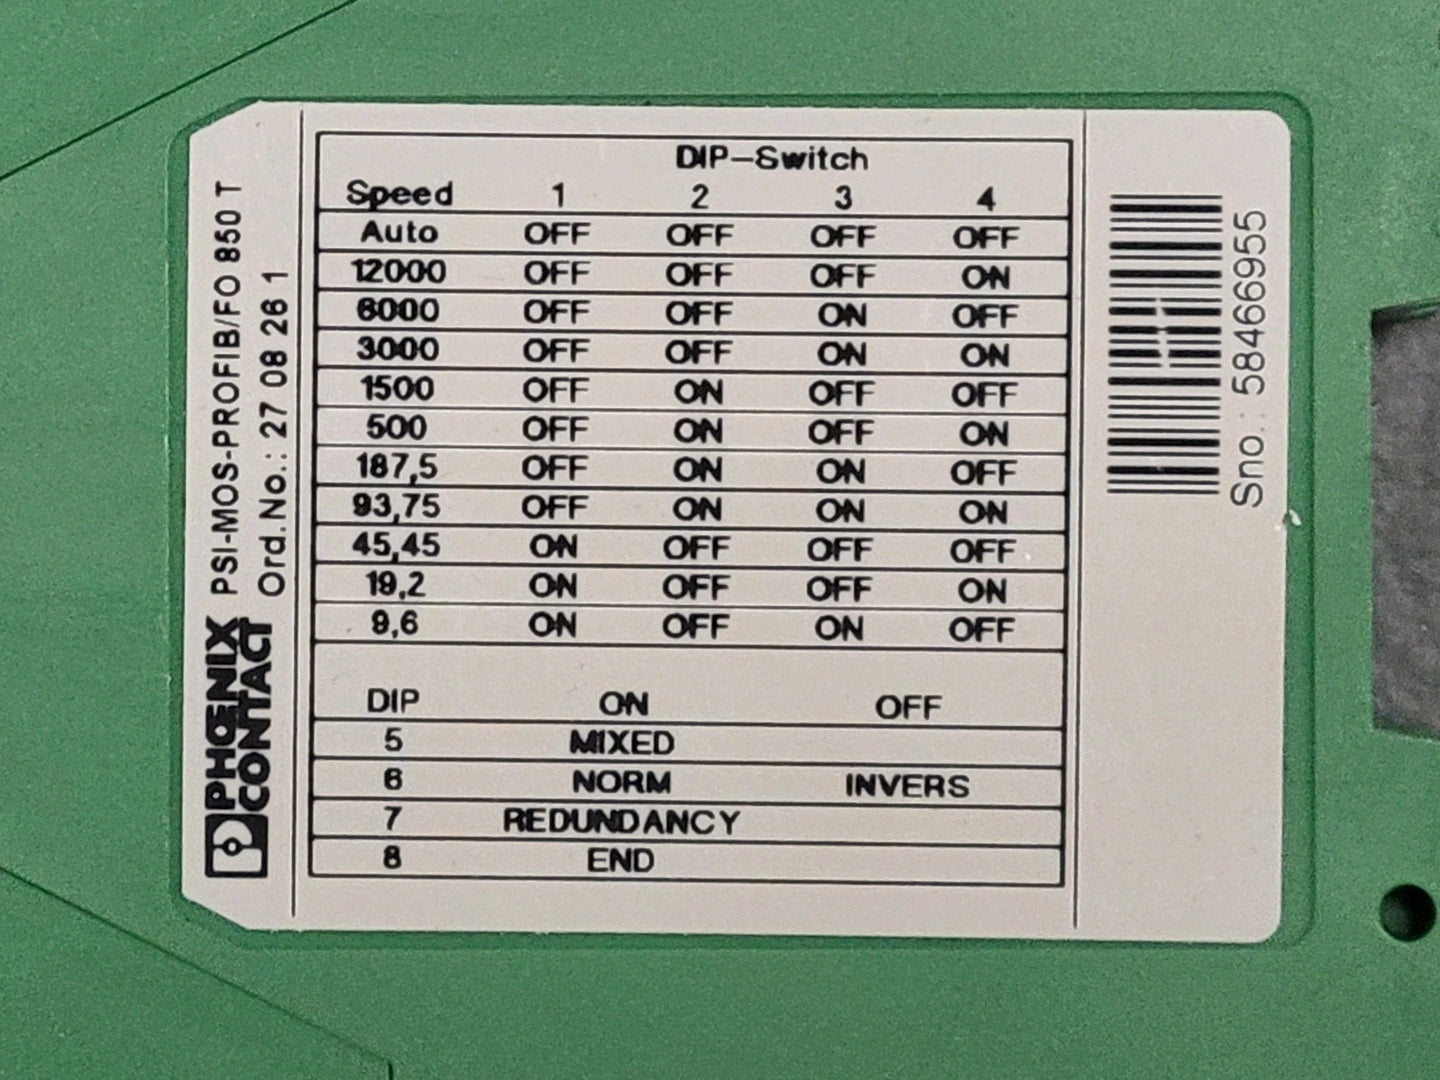 PHŒNIX
CONTACT
PSI-MOS-PROFIB/FO 850 T
Ord.No.: 27 08 26 1
DIP-Switch
Speed 1 2 3 4
Auto OFF OFF OFF OFF
12000 OFF OFF OFF ON
6000 OFF OFF ON OFF
3000 OFF OFF ON ON
1500 OFF ON OFF OFF
500 OFF ON OFF ON
187,5 OFF ON ON OFF
93,75 OFF ON ON ON
45,45 ON OFF OFF OFF
19,2 ON OFF OFF ON
9,6 ON OFF ON OFF
DIP ON OFF
5 MIXED
6 NORM INVERS
7 REDUNDANCY
8 END
Sno.: 58466955